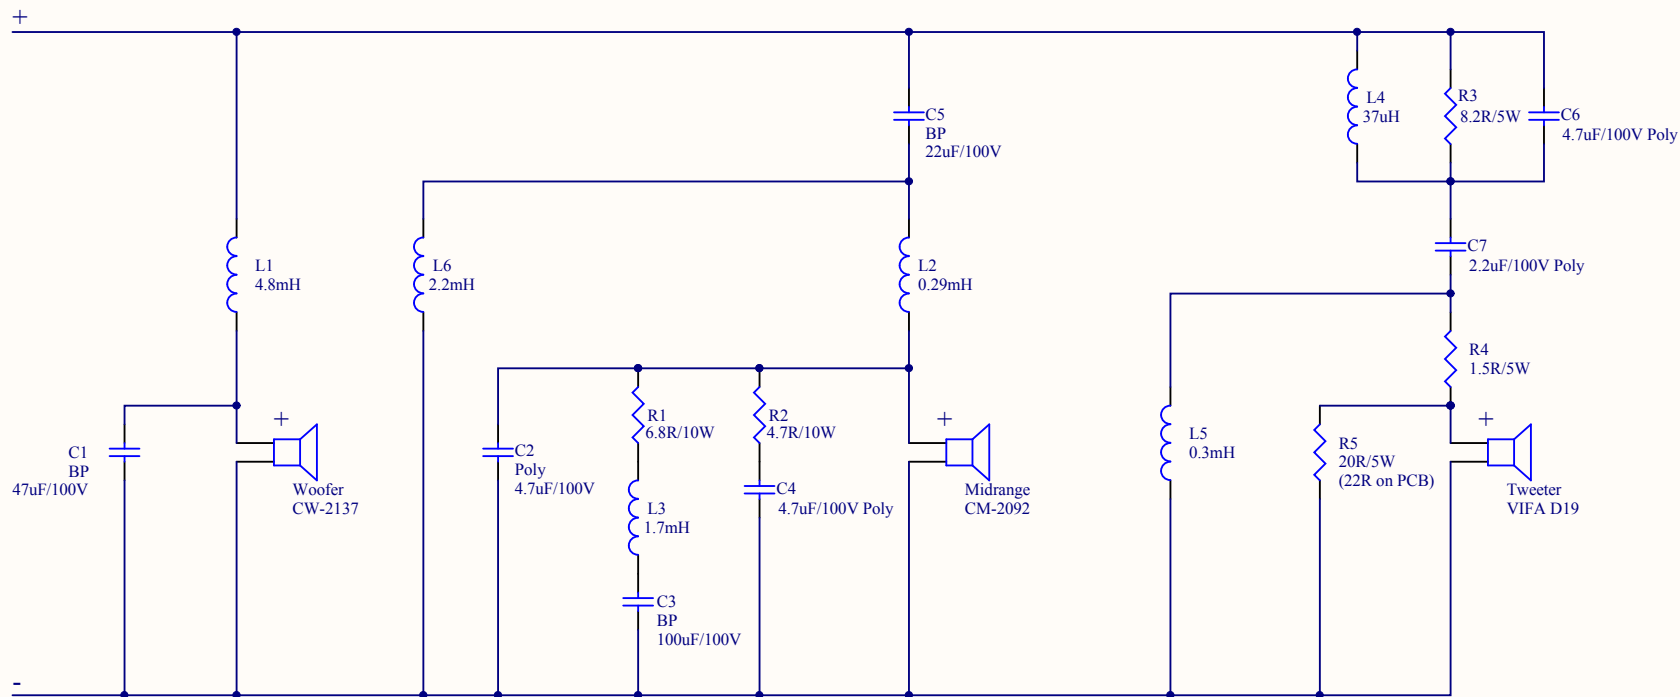 +
C5
BP
22uF/100V
L4
37uH
R3
8.2R/5W
C6
4.7uF/100V Poly
L1
4.8mH
L6
2.2mH
L2
0.29mH
C7
2.2uF/100V Poly
R4
1.5R/5W
C1
BP
47uF/100V
+
Woofer
CW-2137
C2
Poly
4.7uF/100V
R1
6.8R/10W
L3
1.7mH
C3
BP
100uF/100V
R2
4.7R/10W
C4
4.7uF/100V Poly
+
Midrange
CM-2092
L5
0.3mH
R5
20R/5W
(22R on PCB)
+
Tweeter
VIFA D19
-